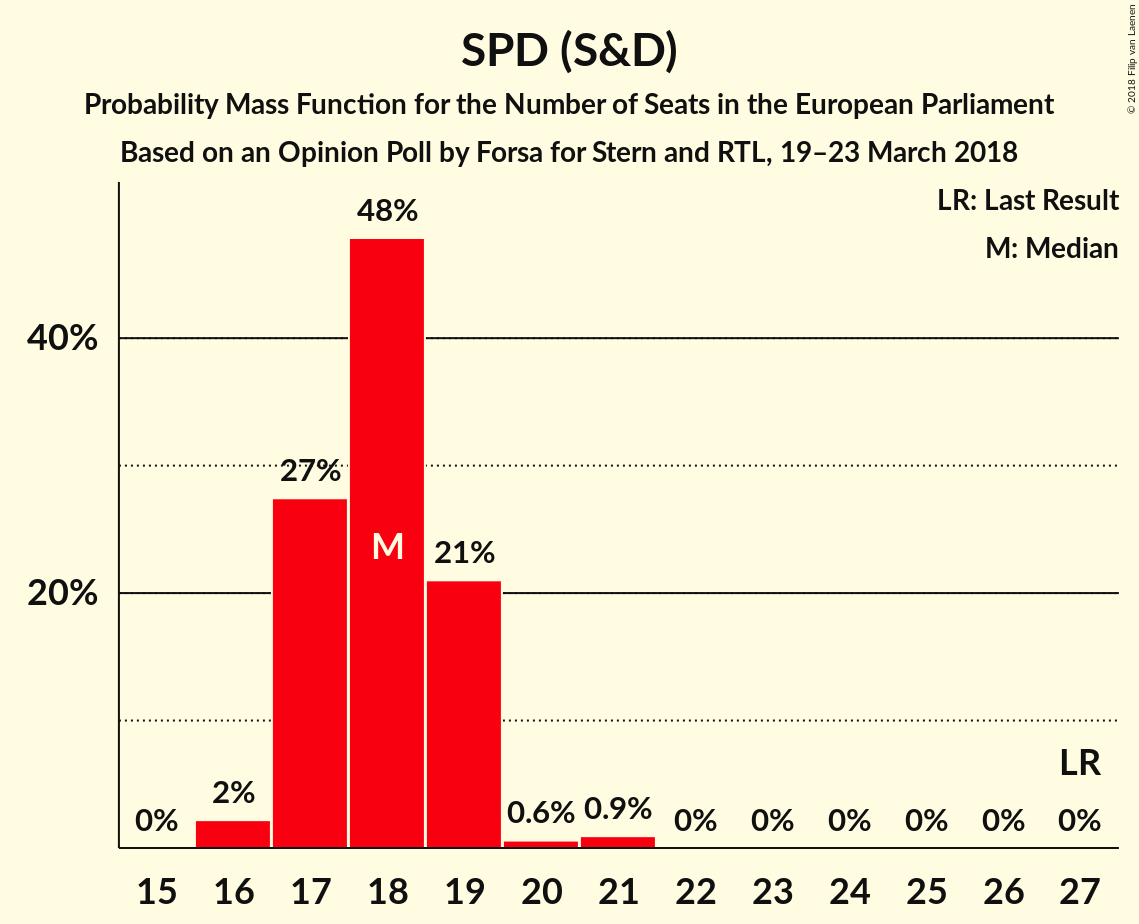 SPD (S&D)
Probability Mass Function for the Number of Seats in the European Parliament
Based on an Opinion Poll by Forsa for Stern and RTL, 19–23 March 2018
© 2018 Filip van Laenen
LR: Last Result
M: Median
48%
40%
27%
M
21%
20%
LR
0%
2%
0.6%
0.9%
0%
0%
0%
0%
0%
0%
15 16 17 18 19 20 21 22 23 24 25 26 27